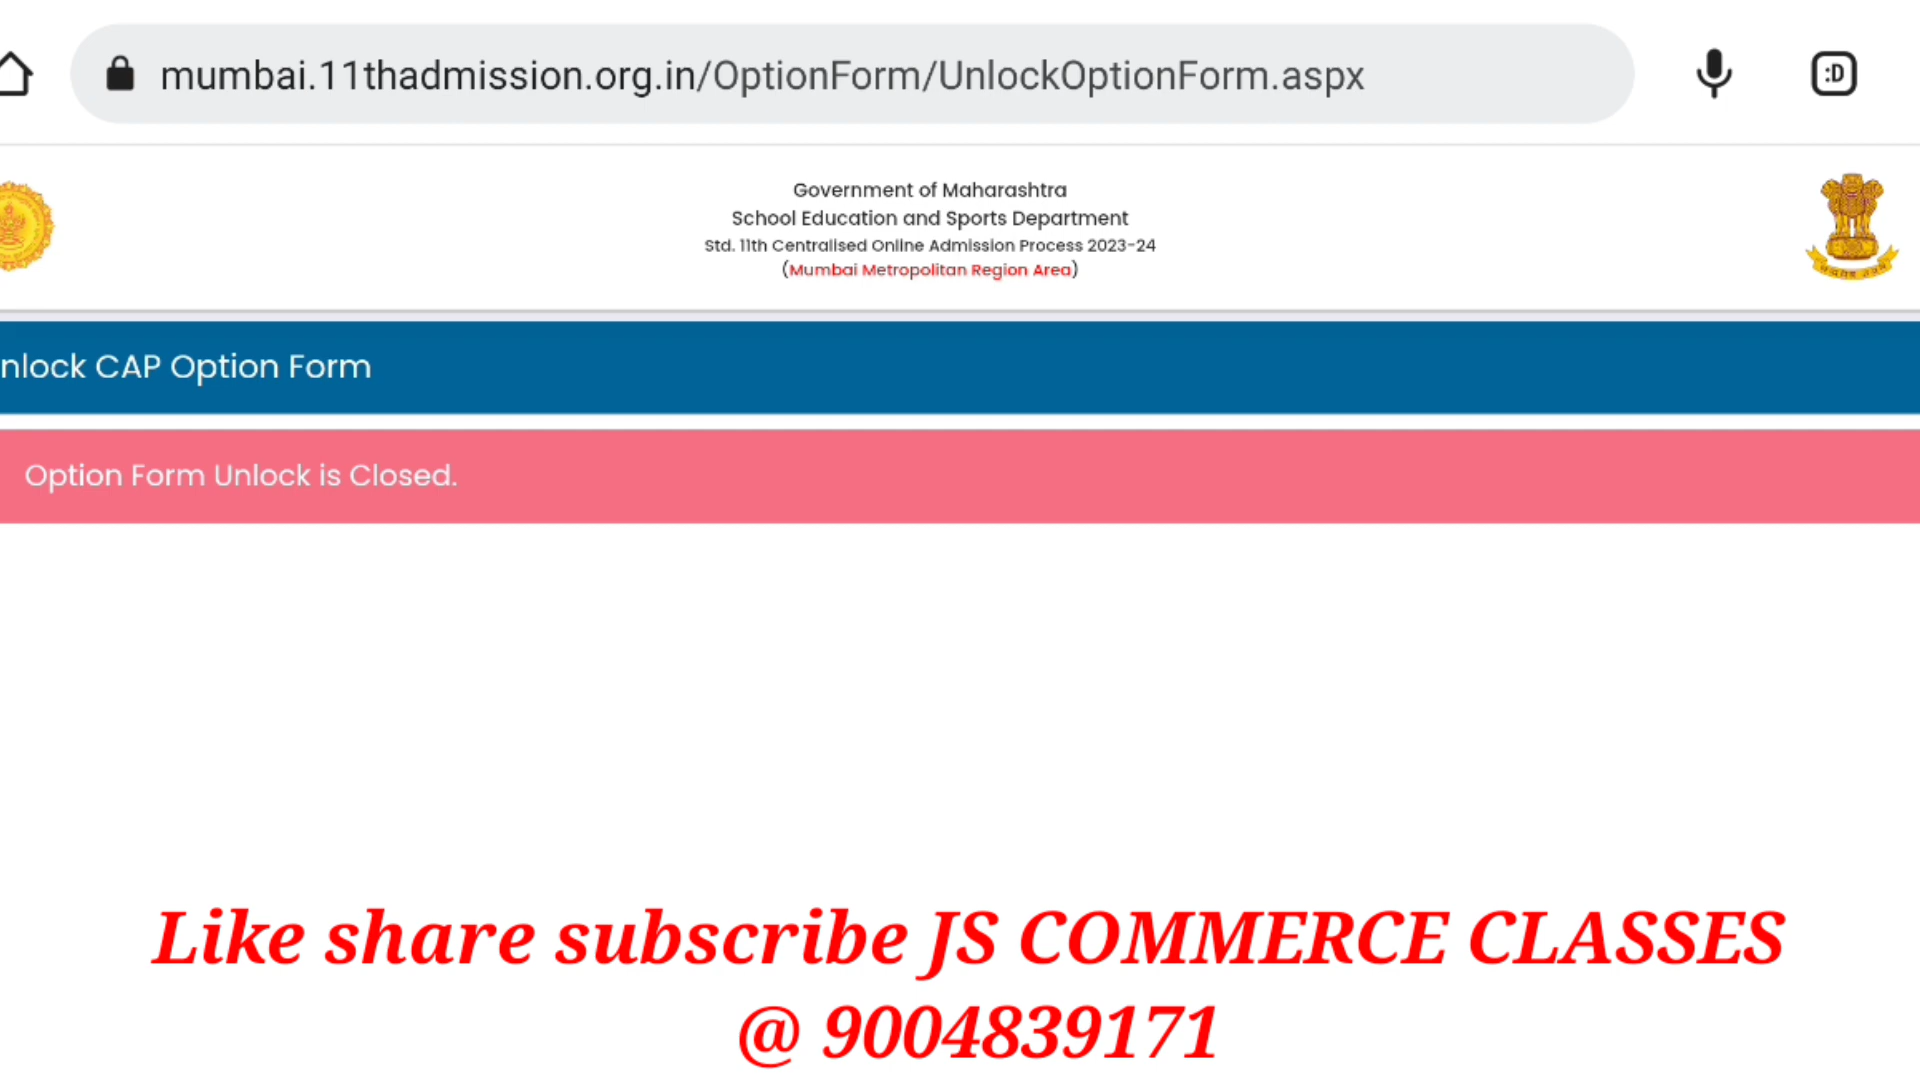 mumbai.11thadmission.org.in/OptionForm/UnlockOptionForm.aspx
:D
Government of Maharashtra
School Education and Sports Department
Std. 11th Centralised Online Admission Process 2023-24
(Mumbai Metropolitan Region Area)
nlock CAP Option Form
Option Form Unlock is Closed.
Like share subscribe JS COMMERCE CLASSES
@ 9004839171